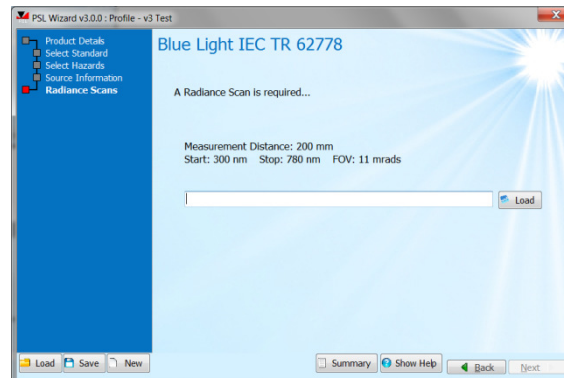 PSL Wizard v3.0.0 : Profile - v3 Test
Product Details
Select Standard
Select Hazards
Source Information
Radiance Scans
Blue Light IEC TR 62778
A Radiance Scan is required...
Measurement Distance: 200 mm
Start: 300 nm Stop: 780 nm FOV: 11 mrads
Load
Load Save New Summary Show Help Back Next